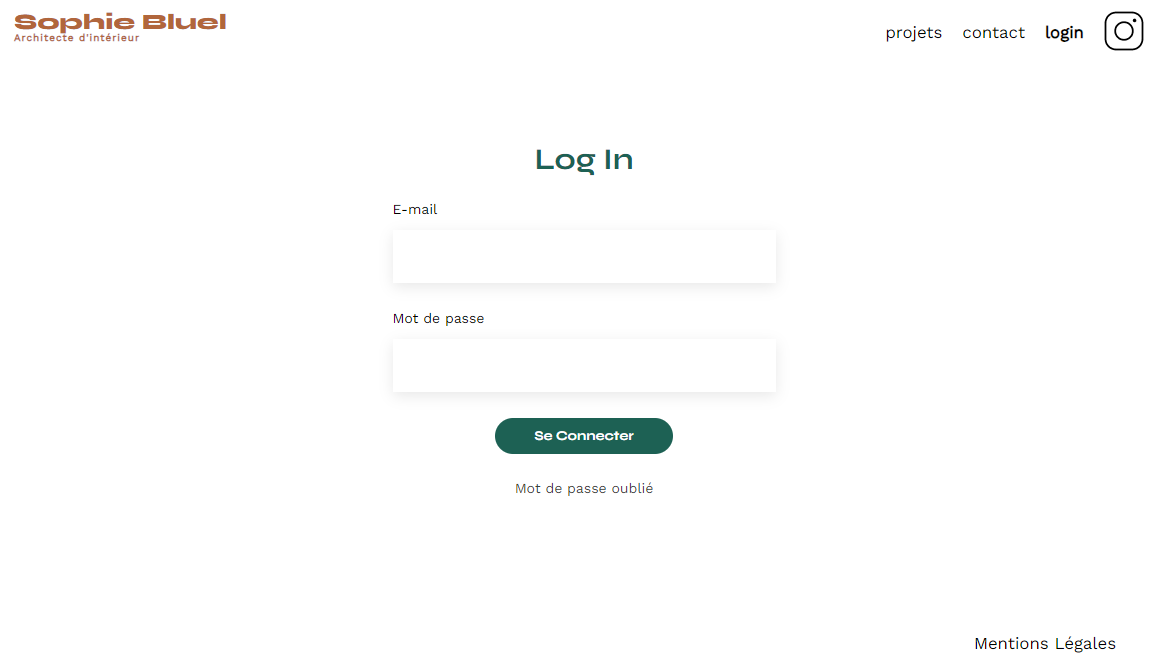 Sophie Bluel
Architecte d'intérieur
projets contact login
Log In
E-mail
Mot de passe
Se Connecter
Mot de passe oublié
Mentions Légales